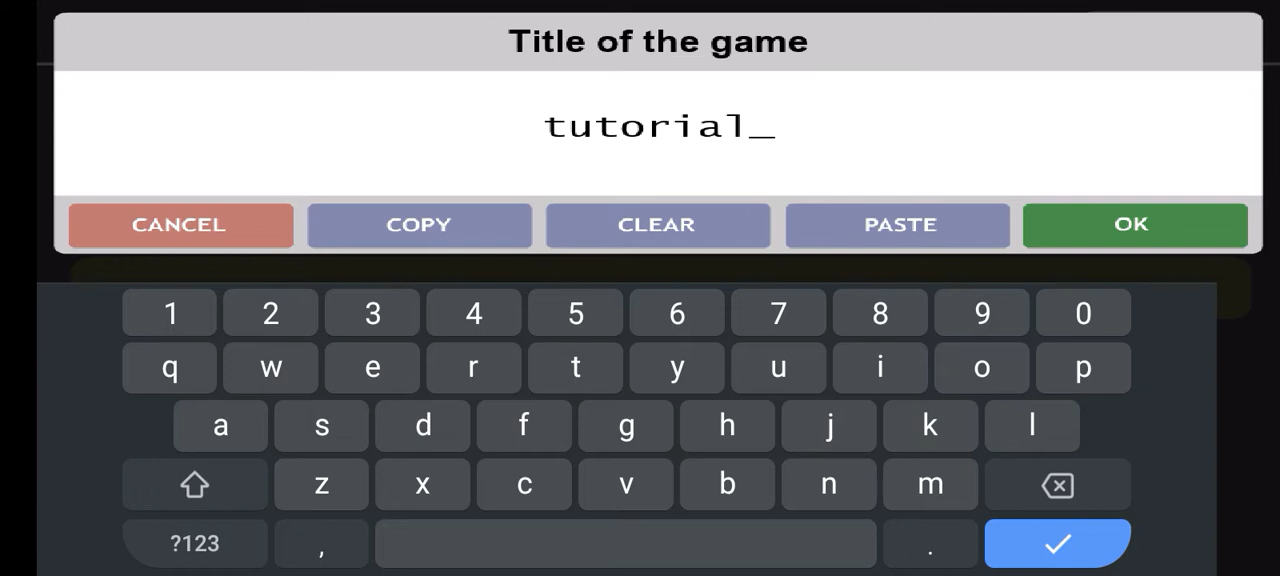 Title of the game
tutorial_
CANCEL COPY CLEAR PASTE OK
1 2 3 4 5 6 7 8 9 0
q w e r t y u i o p
a s d f g h j k l
z x c v b n m
?123 , .